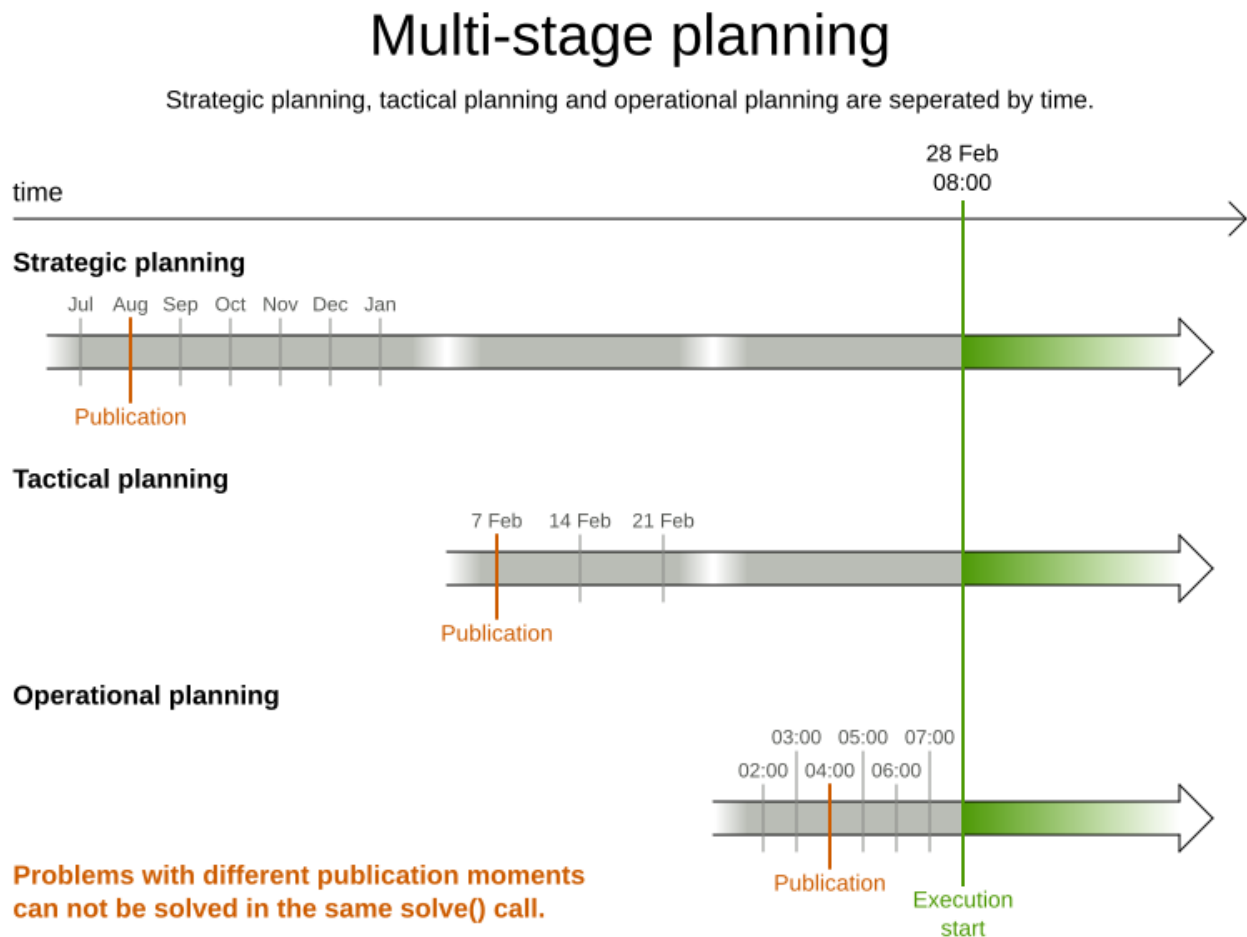 Multi-stage planning
Strategic planning, tactical planning and operational planning are seperated by time.
28 Feb
08:00
time
Strategic planning
Jul Aug Sep Oct Nov Dec Jan
Publication
Tactical planning
7 Feb 14 Feb 21 Feb
Publication
Operational planning
03:00 05:00 07:00
02:00 04:00 06:00
Publication
Execution
start
Problems with different publication moments
can not be solved in the same solve() call.